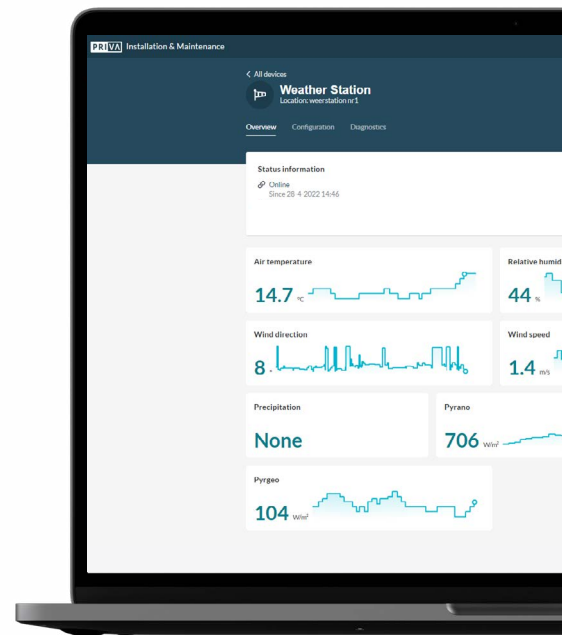 PRIVA Installation & Maintenance
All devices
Weather Station
Location: weerstation nr1
Overview Configuration Diagnostics
Status information
Online
Since 28-4-2022 14:46
Air temperature
14.7 °C
Relative humid
44 %
Wind direction
8 °
Wind speed
1.4 m/s
Precipitation
None
Pyrano
706 W/m²
Pyrgeo
104 W/m²